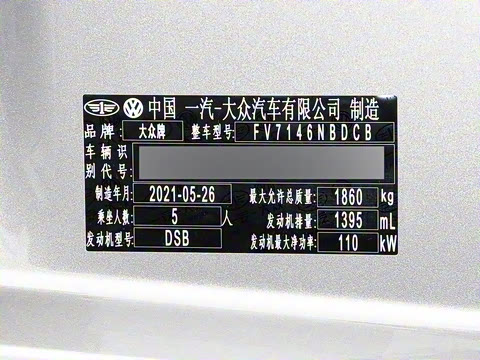 中国 一汽-大众汽车有限公司 制造
品牌: 大众牌 整车型号: FV7146NBDCB
车辆识
别代号:
制造年月: 2021-05-26 最大允许总质量: 1860 kg
乘坐人数: 5 人 发动机排量: 1395 mL
发动机型号: DSB 发动机最大净功率: 110 kW